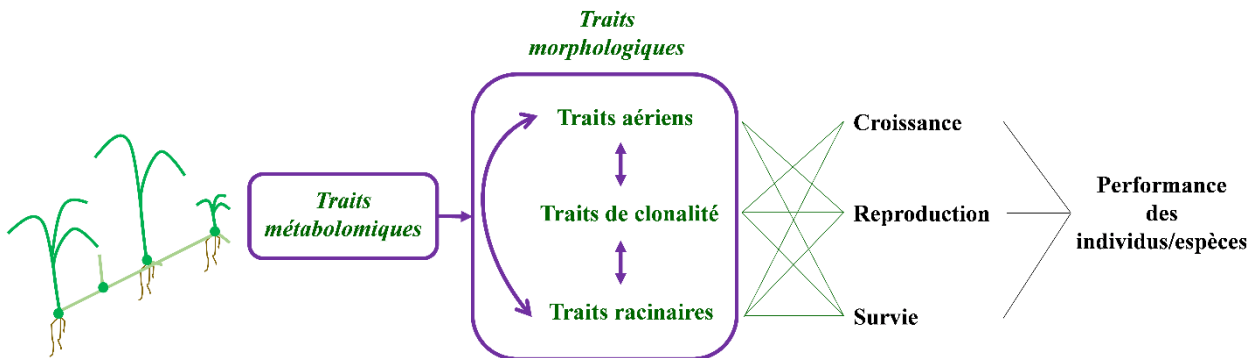 Traits
morphologiques
Traits
métabolomiques
Traits aériens
Traits de clonalité
Traits racinaires
Croissance
Reproduction
Survie
Performance
des
individus/espèces